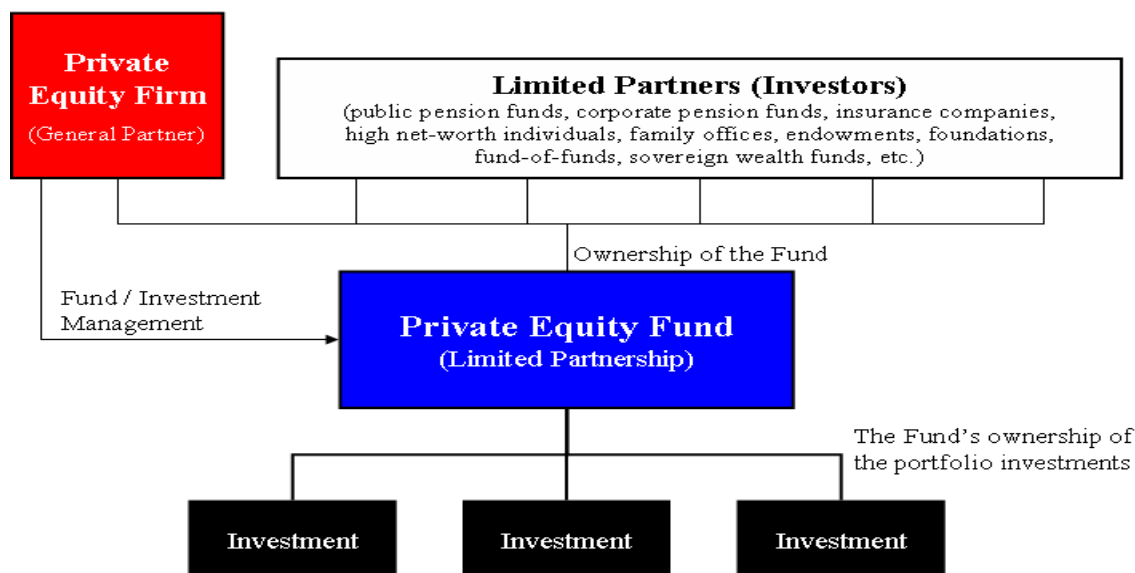 Private
Equity Firm
(General Partner)
Limited Partners (Investors)
(public pension funds, corporate pension funds, insurance companies,
high net-worth individuals, family offices, endowments, foundations,
fund-of-funds, sovereign wealth funds, etc.)
Ownership of the Fund
Fund / Investment
Management
Private Equity Fund
(Limited Partnership)
The Fund's ownership of
the portfolio investments
Investment
Investment
Investment